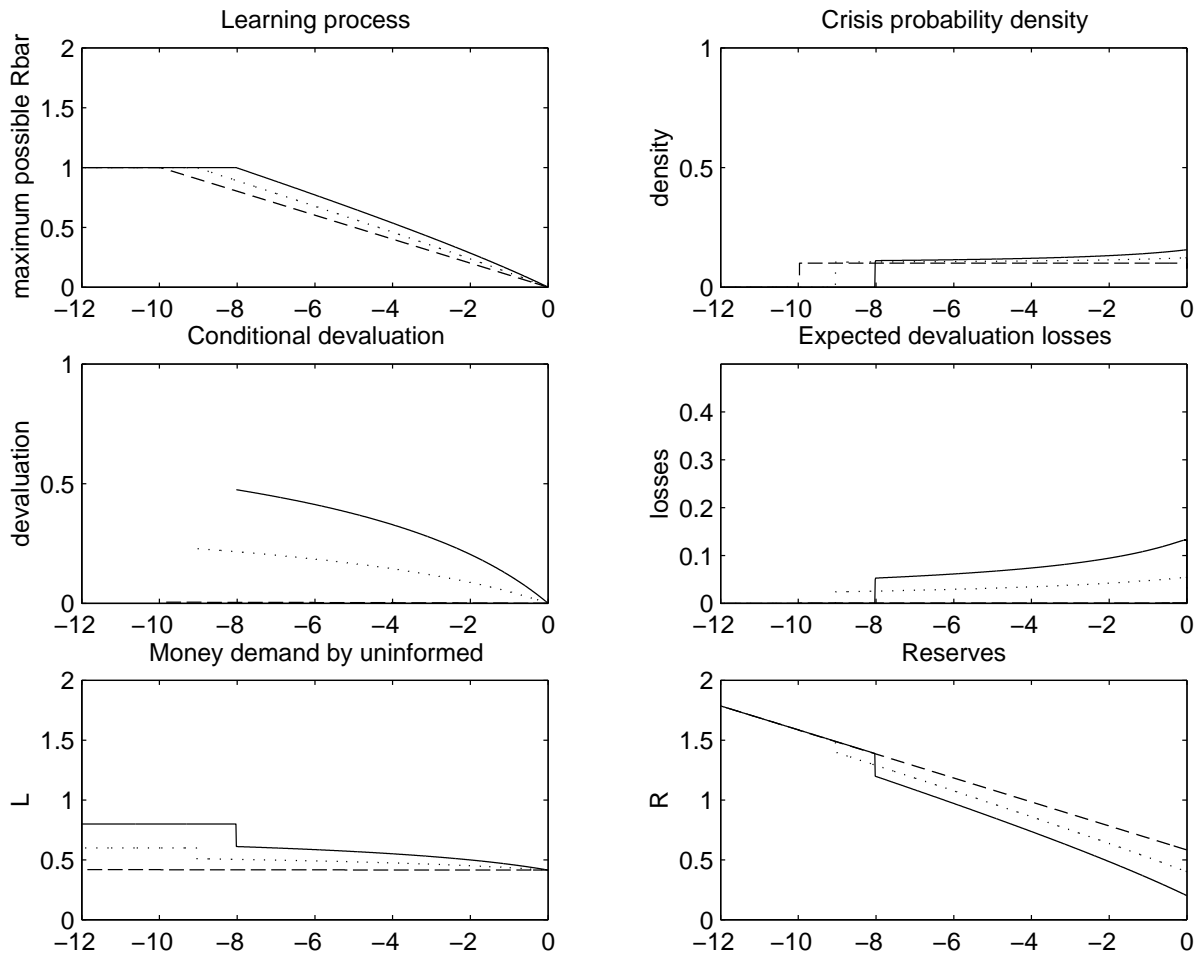 Learning process
Crisis probability density
maximum possible Rbar
2
1.5
1
0.5
0
−12 −10 −8 −6 −4 −2 0
density
1
0.5
0
−12 −10 −8 −6 −4 −2 0
Conditional devaluation
Expected devaluation losses
devaluation
1
0.5
0
−12 −10 −8 −6 −4 −2 0
losses
0.4
0.3
0.2
0.1
0
−12 −10 −8 −6 −4 −2 0
Money demand by uninformed
Reserves
L
2
1.5
1
0.5
0
−12 −10 −8 −6 −4 −2 0
R
2
1.5
1
0.5
0
−12 −10 −8 −6 −4 −2 0